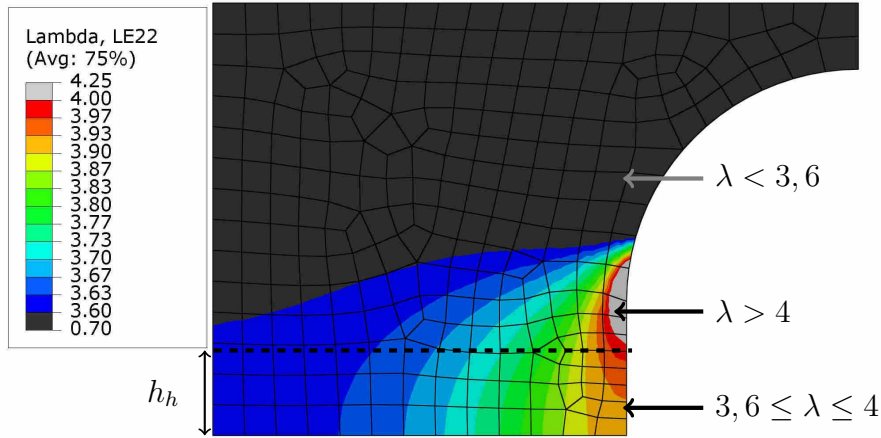 Lambda, LE22
(Avg: 75%)
4.25
4.00
3.97
3.93
3.90
3.87
3.83
3.80
3.77
3.73
3.70
3.67
3.63
3.60
0.70
λ < 3,6
λ > 4
3,6 ≤ λ ≤ 4
h_h